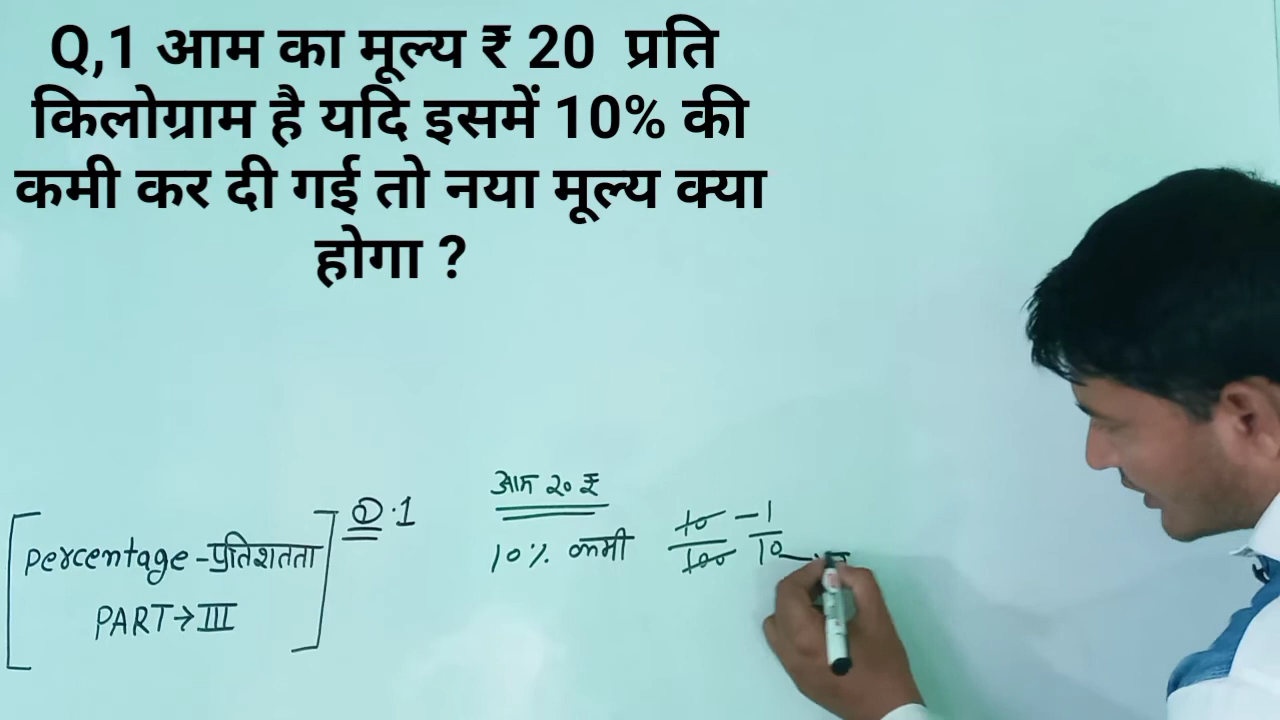 Q,1 आम का मूल्य ₹ 20 प्रति
किलोग्राम है यदि इसमें 10% की
कमी कर दी गई तो नया मूल्य क्या
होगा ?
[Percentage-प्रतिशतता
PART→III]
Q.1
आम २० ₹
10% कमी
10/100 -1/10